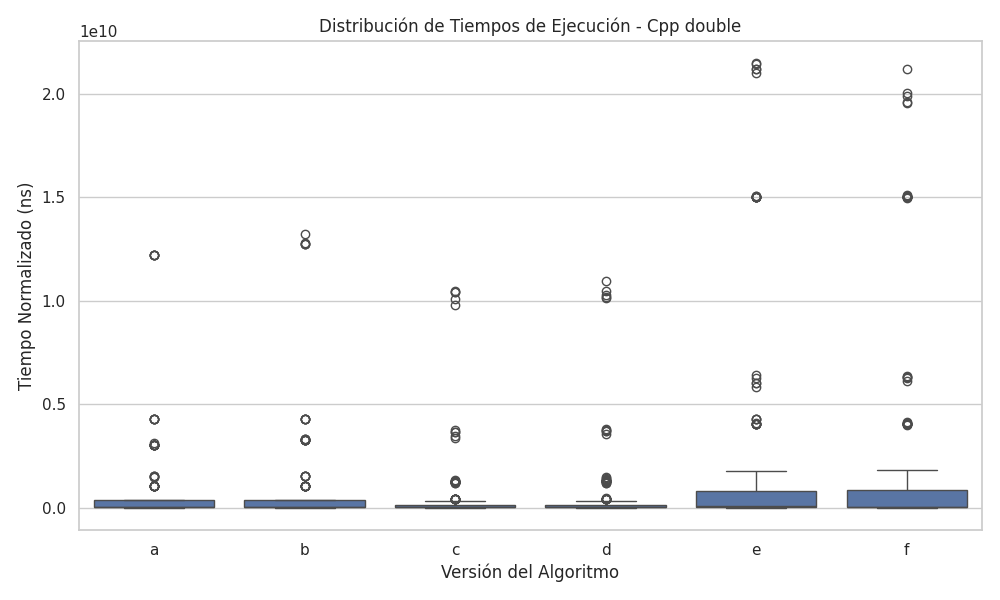 Distribución de Tiempos de Ejecución - Cpp double
1e10
2.0
1.5
1.0
0.5
0.0
Tiempo Normalizado (ns)
a b c d e f
Versión del Algoritmo